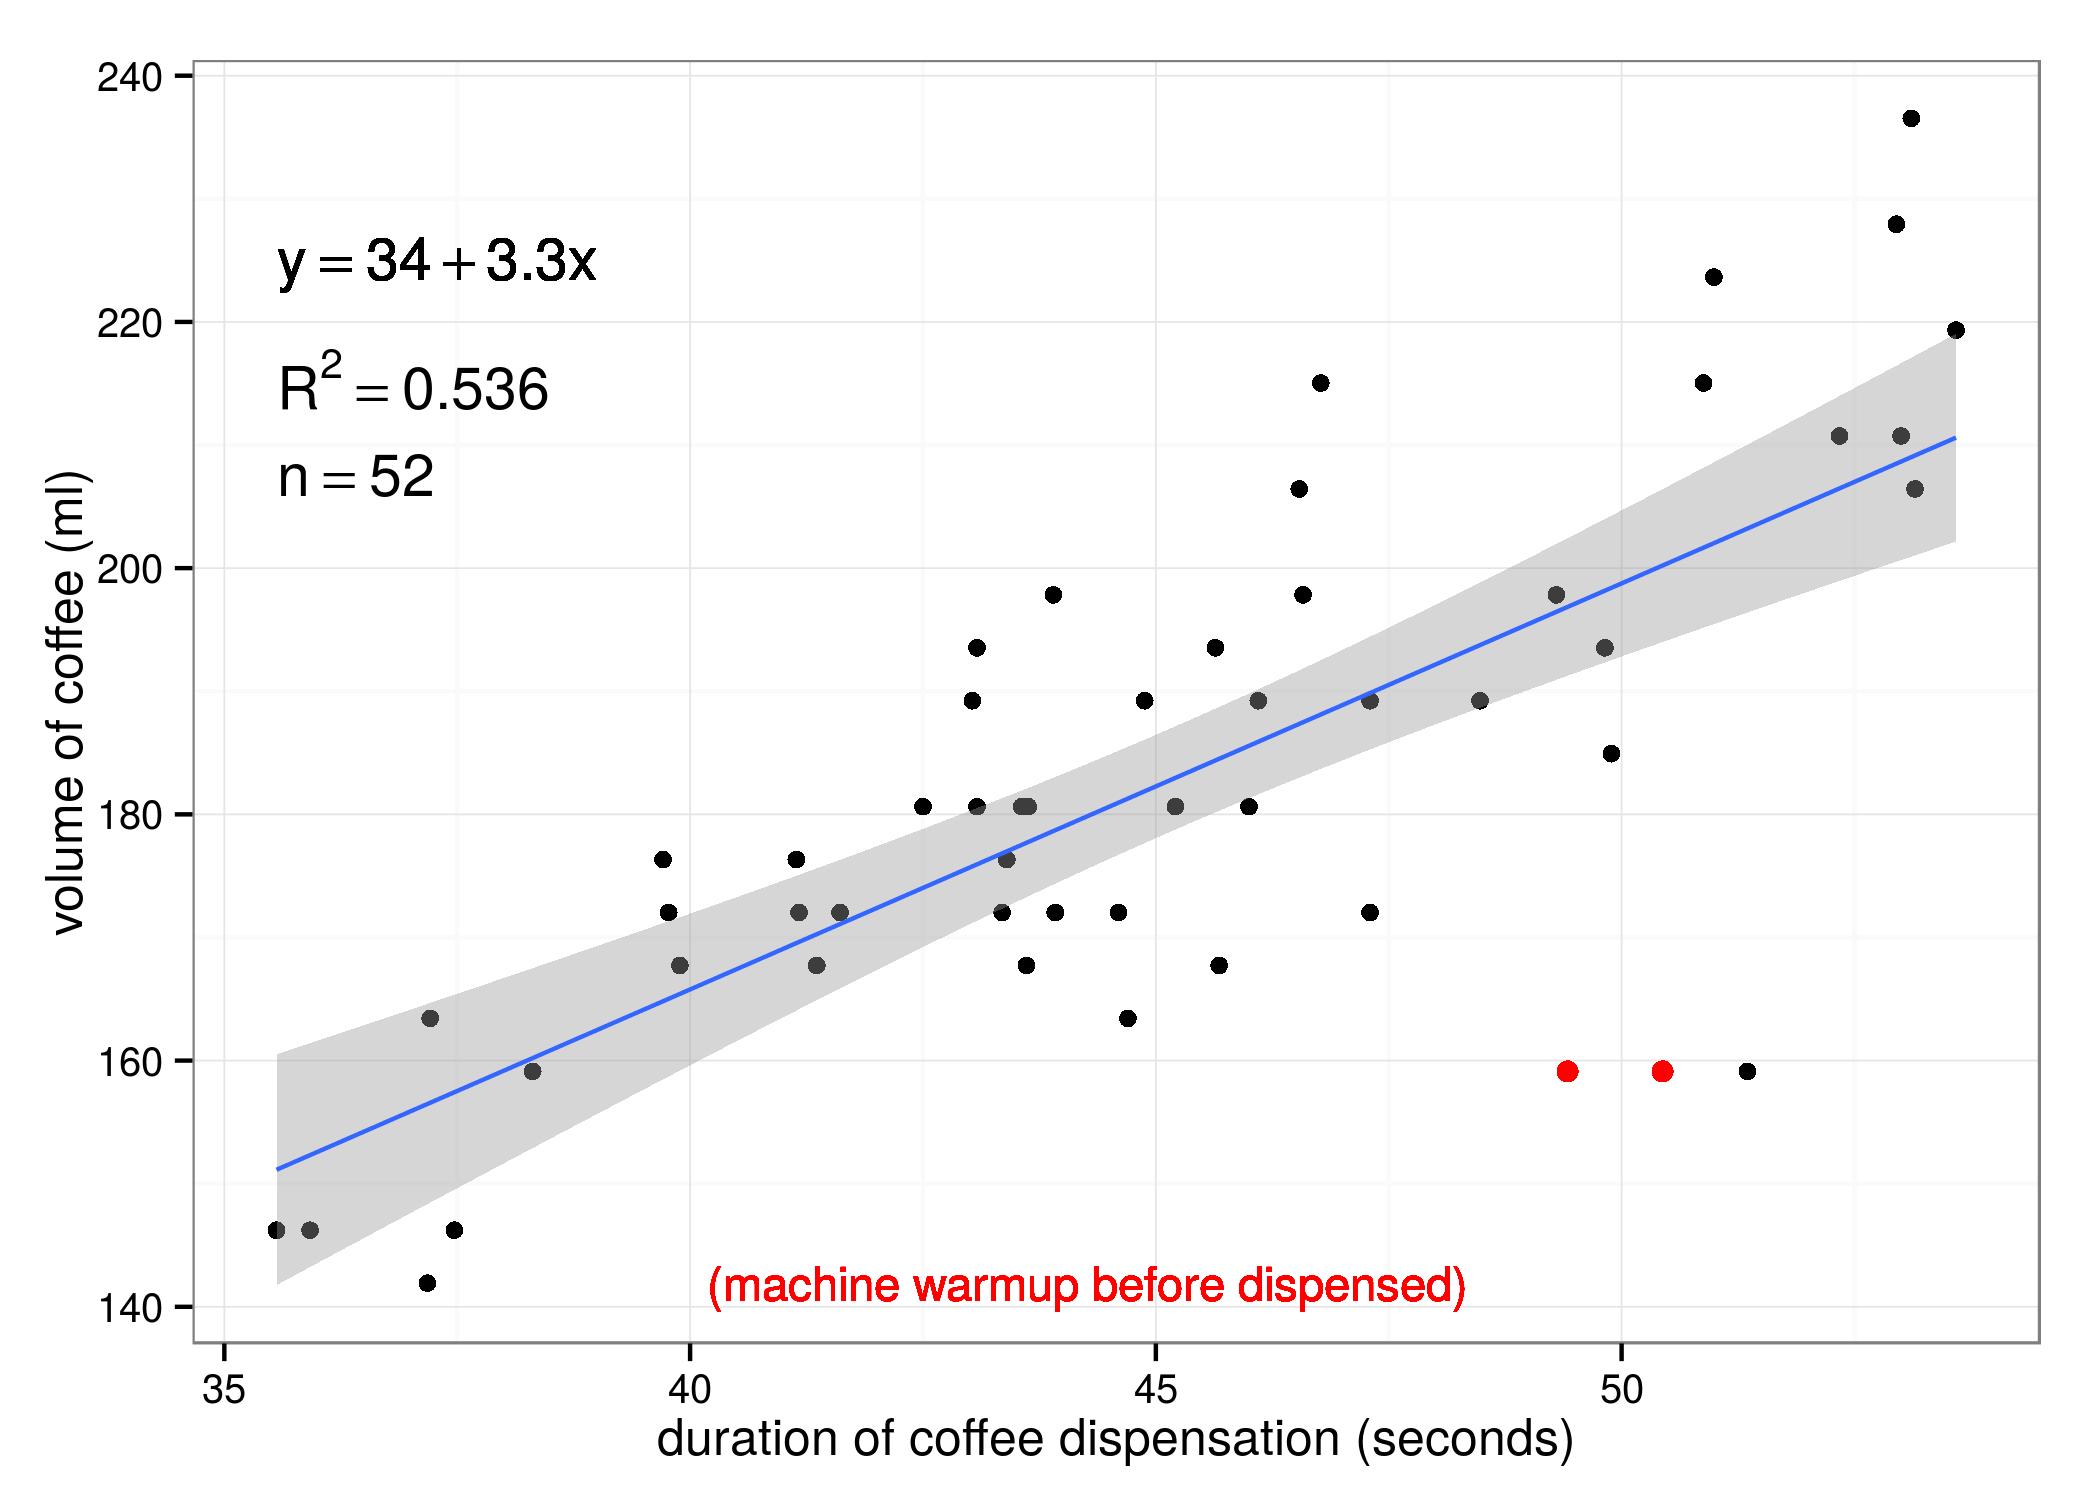 240
220
200
180
160
140
volume of coffee (ml)
y = 34 + 3.3x
R² = 0.536
n = 52
(machine warmup before dispensed)
35 40 45 50
duration of coffee dispensation (seconds)